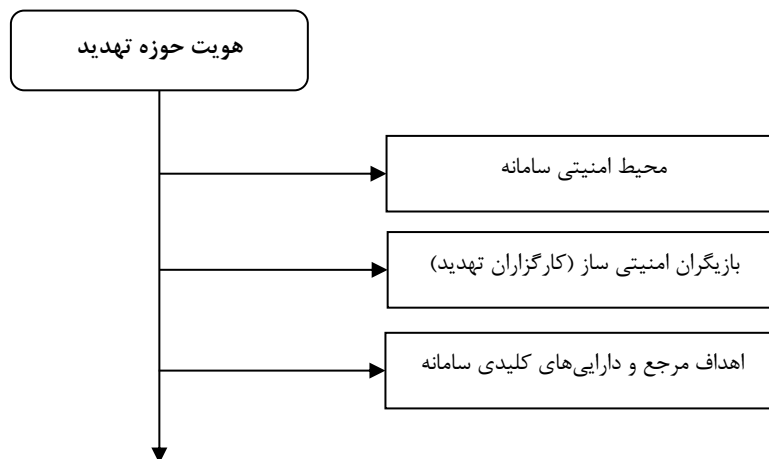 هویت حوزه تهدید
محیط امنیتی سامانه
بازیگران امنیتی ساز (کارگزاران تهدید)
اهداف مرجع و دارایی‌های کلیدی سامانه